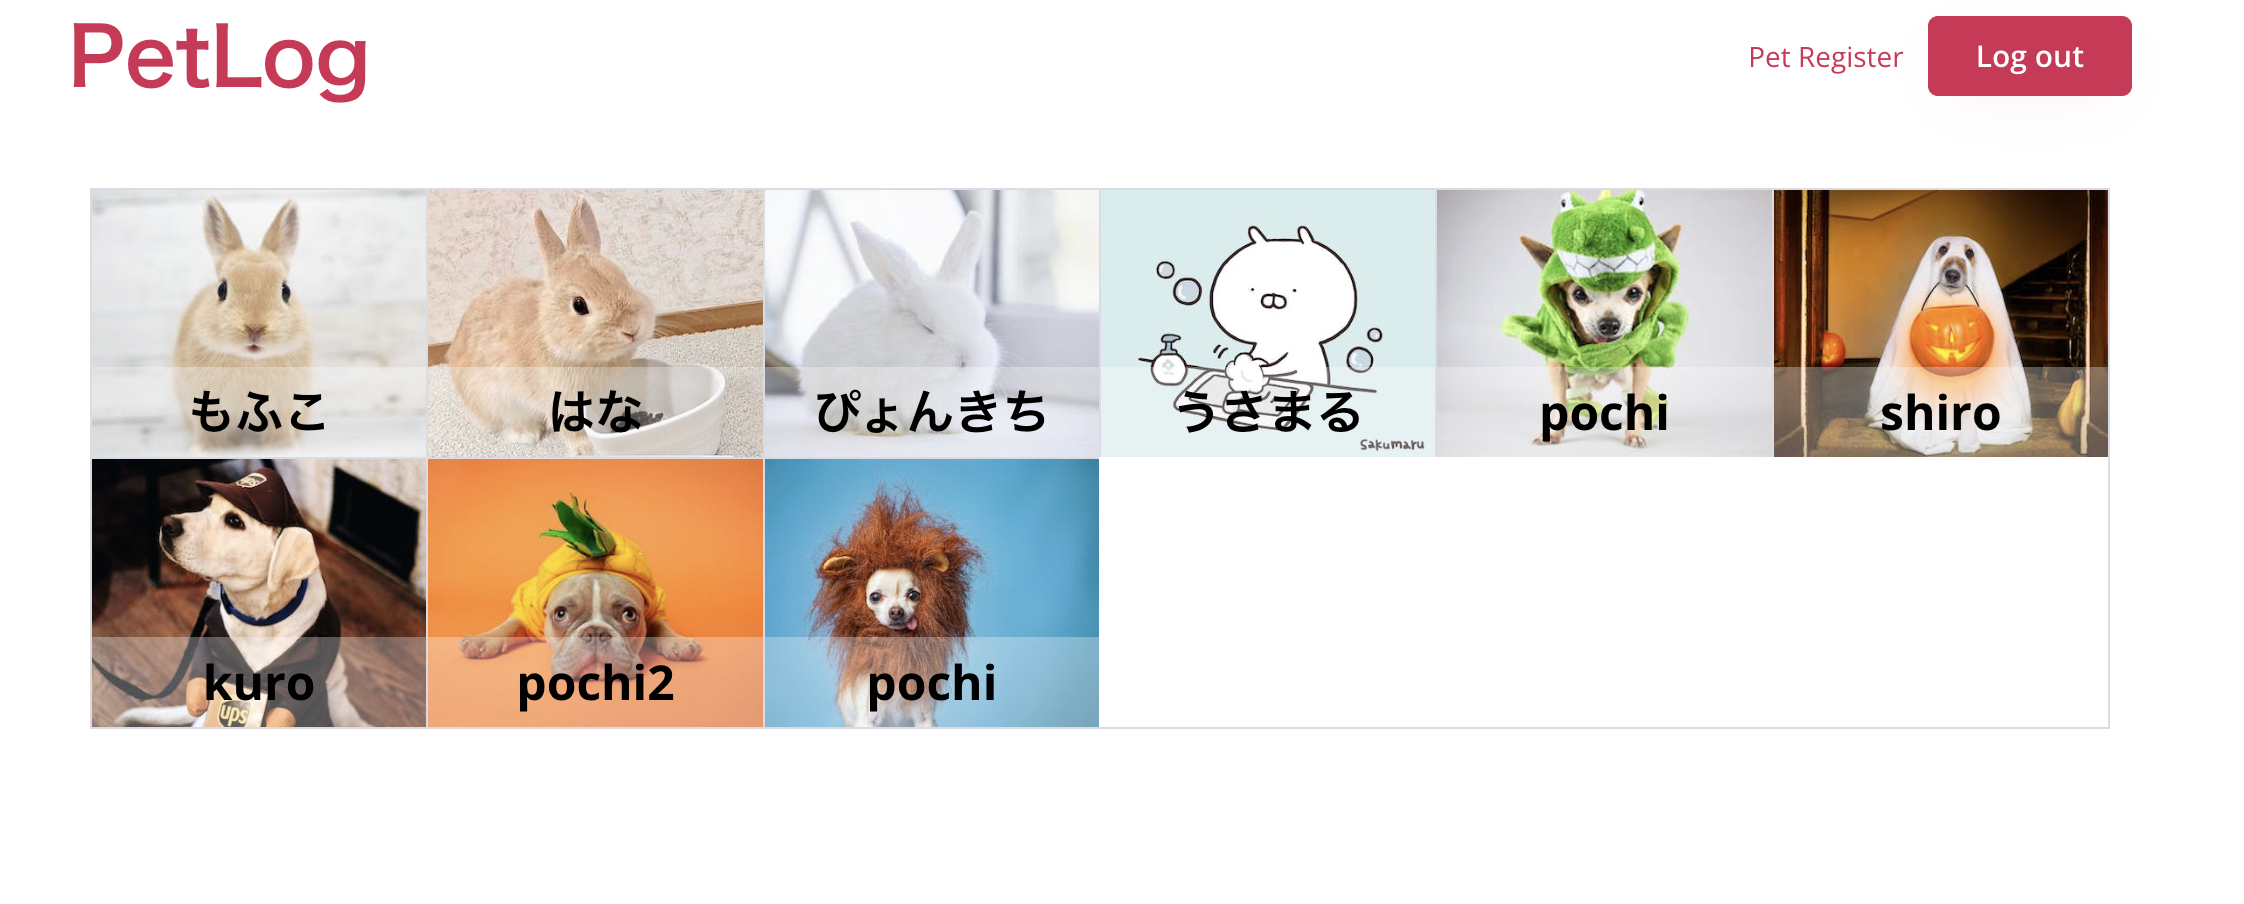 PetLog
Pet Register
Log out
もふこ
はな
ぴょんきち
うさまる
sakumaru
pochi
shiro
kuro
ups
pochi2
pochi